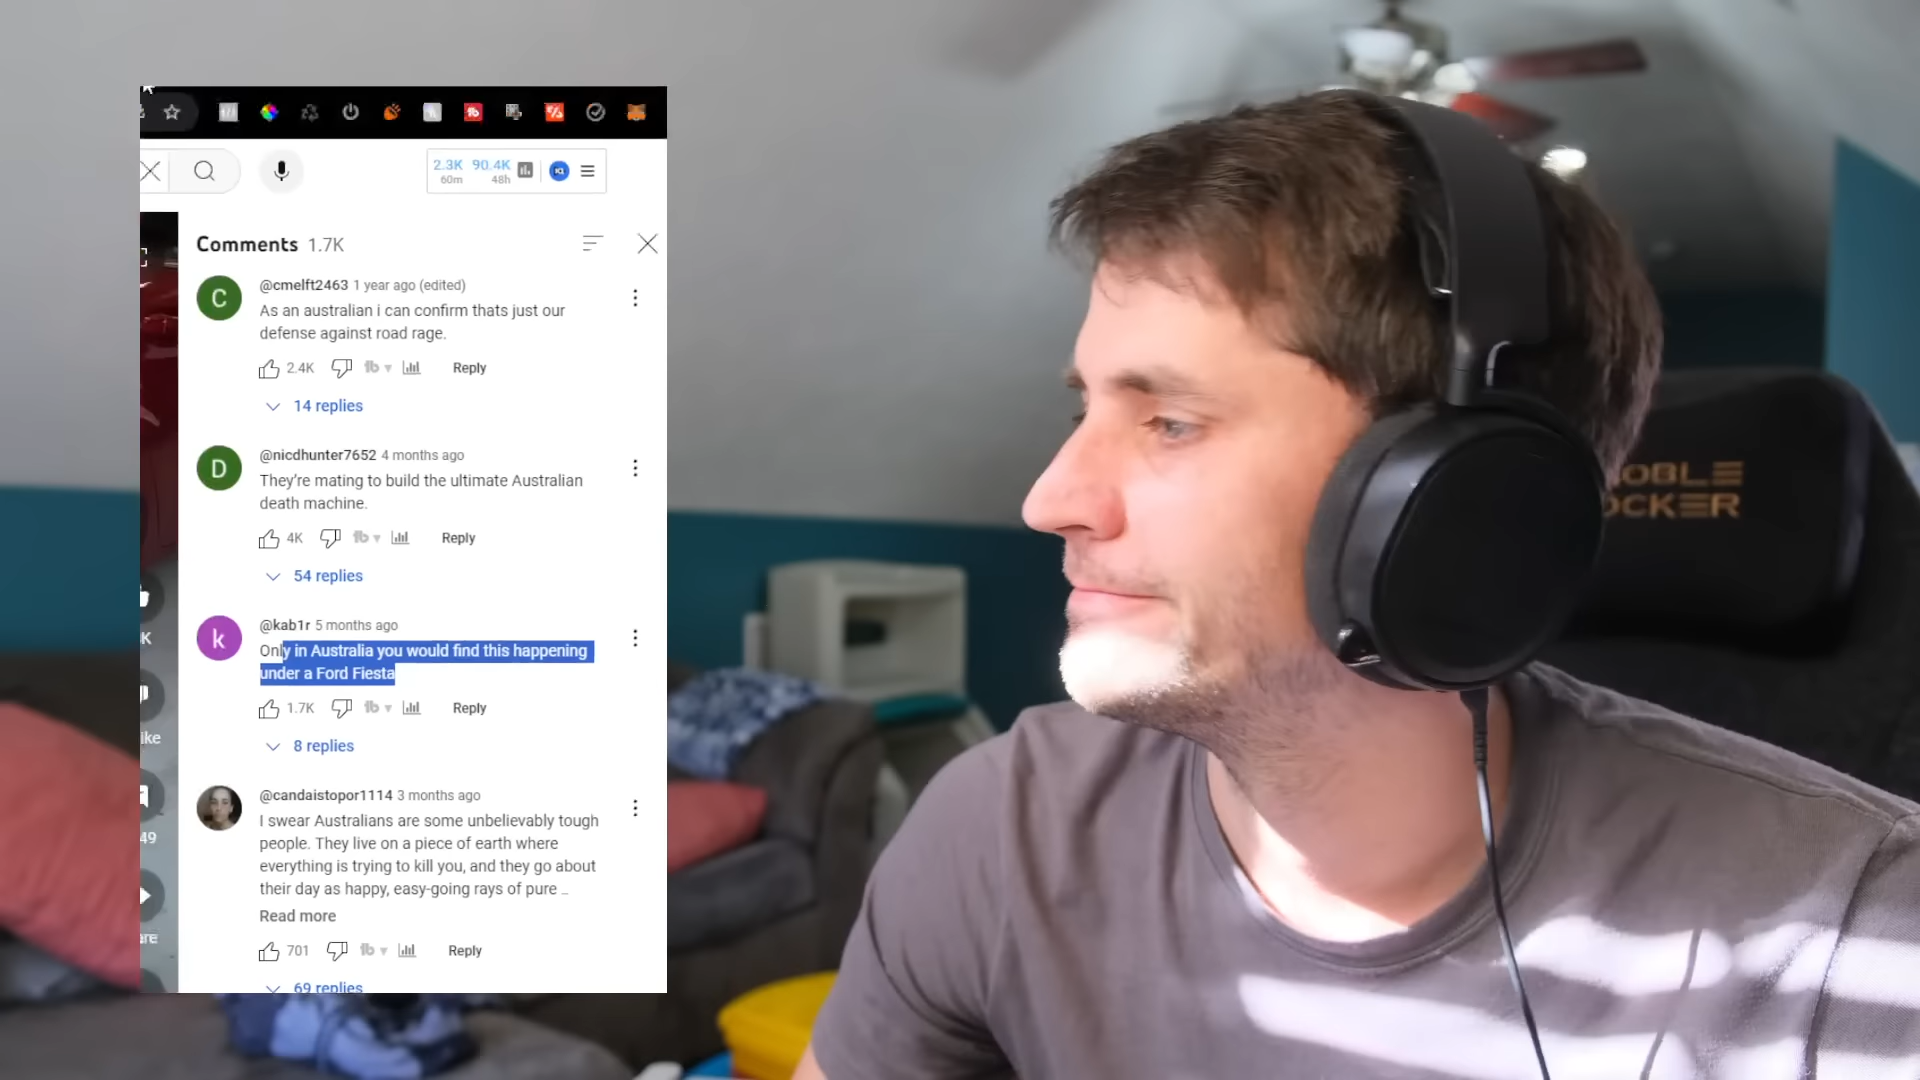 2.3K 90.4K
60m 48h
Comments 1.7K
@cmelft2463 1 year ago (edited)
As an australian i can confirm thats just our
defense against road rage.
2.4K Reply
14 replies
@nicdhunter7652 4 months ago
They're mating to build the ultimate Australian
death machine.
4K Reply
54 replies
@kab1r 5 months ago
Only in Australia you would find this happening
under a Ford Fiesta
1.7K Reply
8 replies
@candaistopor1114 3 months ago
I swear Australians are some unbelievably tough
people. They live on a piece of earth where
everything is trying to kill you, and they go about
their day as happy, easy-going rays of pure ...
Read more
701 Reply
69 replies
C
D
k
K
ike
49
are
OBLE
OCKER